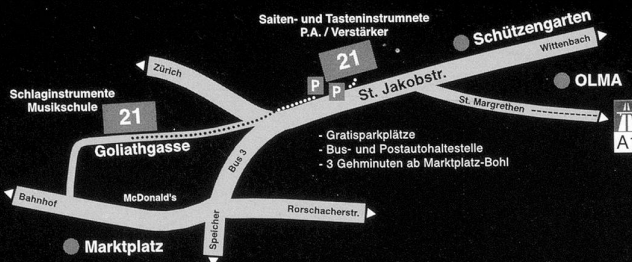 Saiten- und Tasteninstrumnete
P.A. / Verstärker
21
Schützengarten
Wittenbach
Zürich
P
P
St. Jakobstr.
OLMA
St. Margrethen
A1
Schlaginstrumente
Musikschule
21
Goliathgasse
- Gratisparkplätze
- Bus- und Postautohaltestelle
- 3 Gehminuten ab Marktplatz-Bohl
Bus 3
Bahnhof
McDonald's
Speicher
Rorschacherstr.
Marktplatz